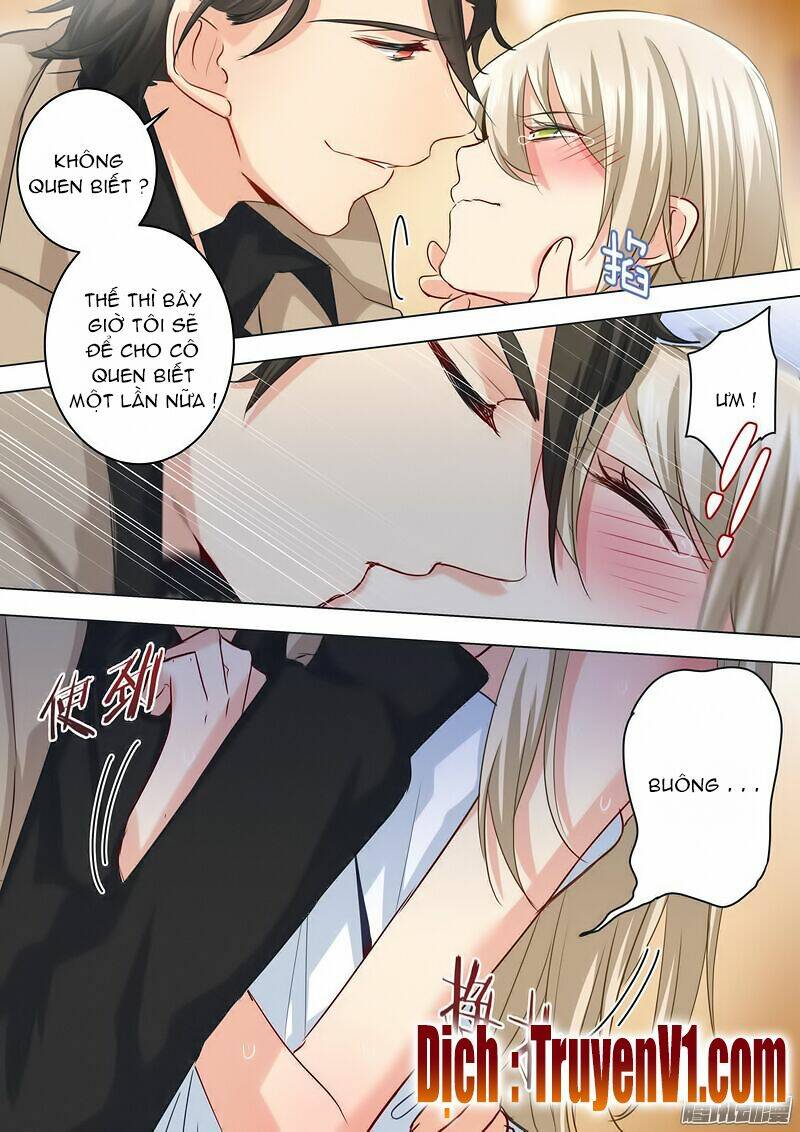 KHÔNG
QUEN BIẾT ?
THẾ THÌ BÂY
GIỜ TÔI SẼ
ĐỂ CHO CÔ
QUEN BIẾT
MỘT LẦN NỮA !
掐
ƯM !
!!
使劲
BUÔNG . . .
Dịch : TruyenV1.com